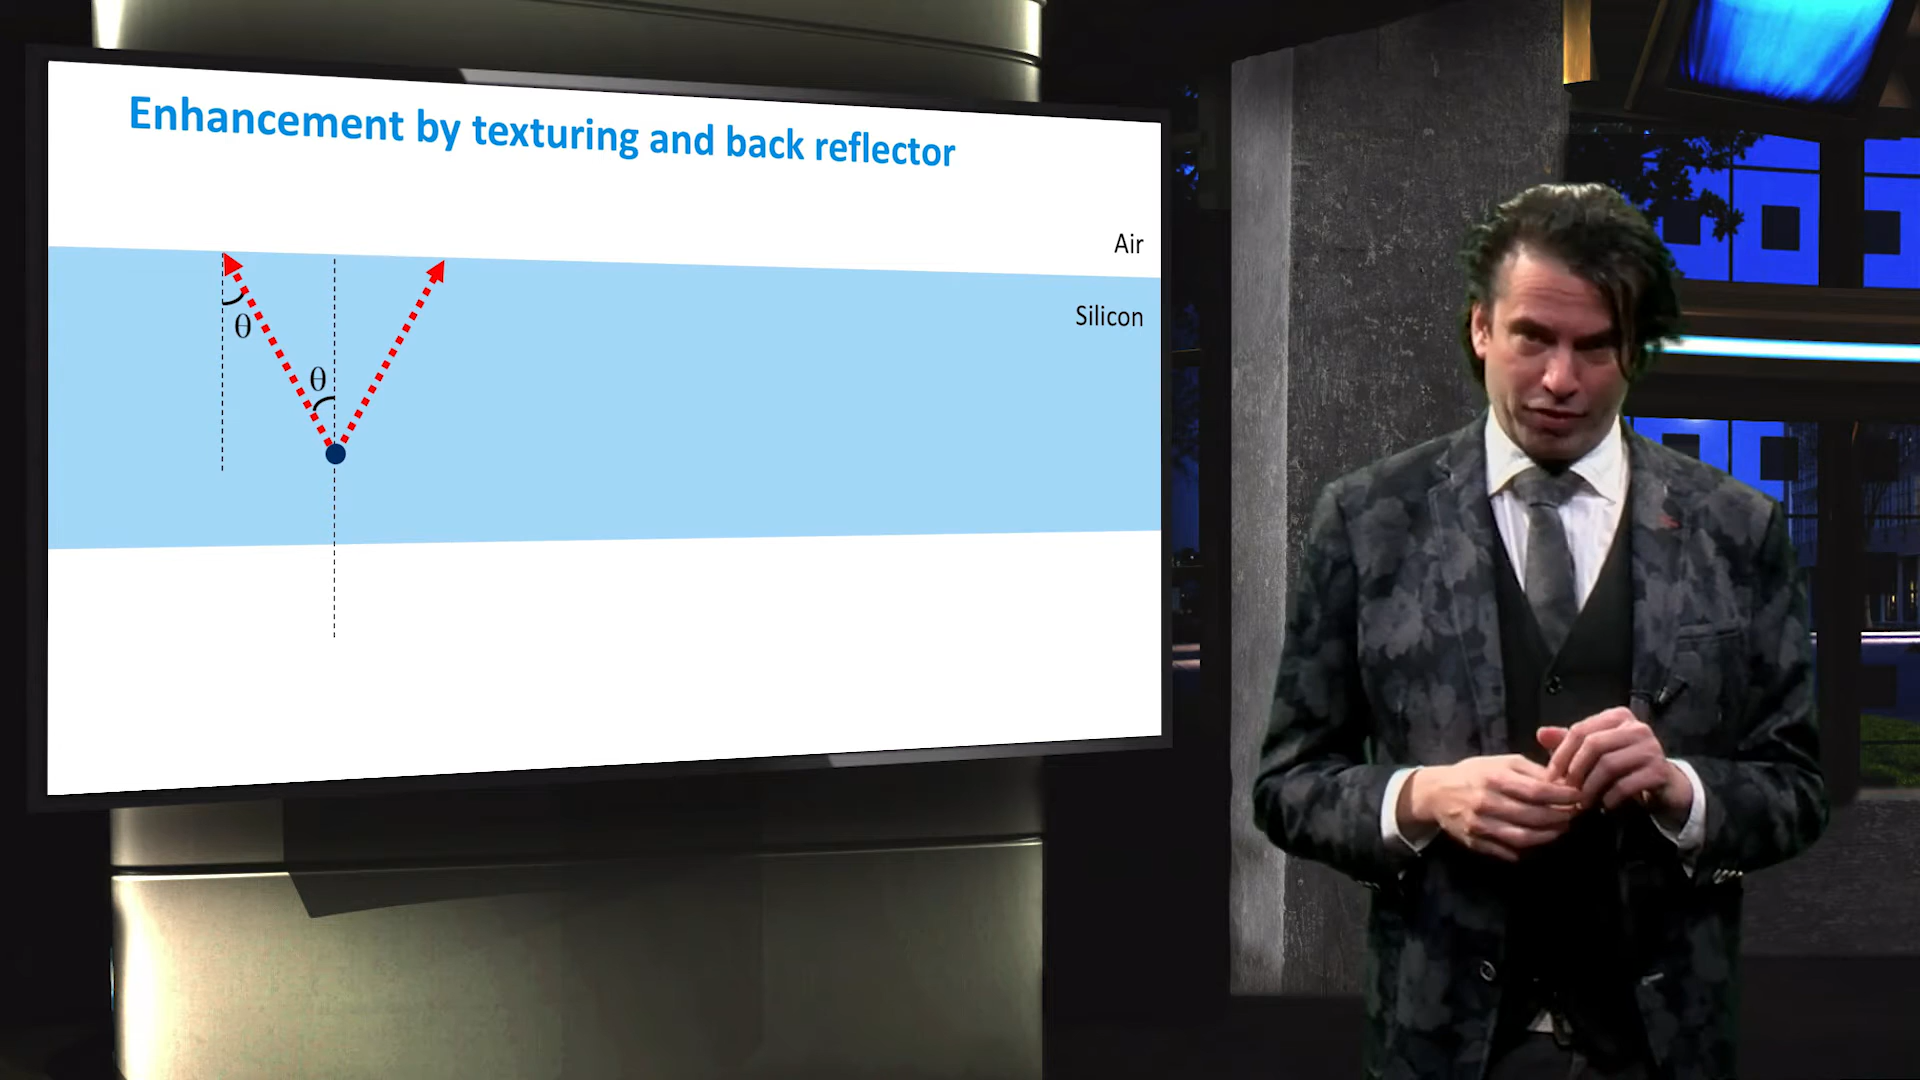 Enhancement by texturing and back reflector
Air
Silicon
θ
θ